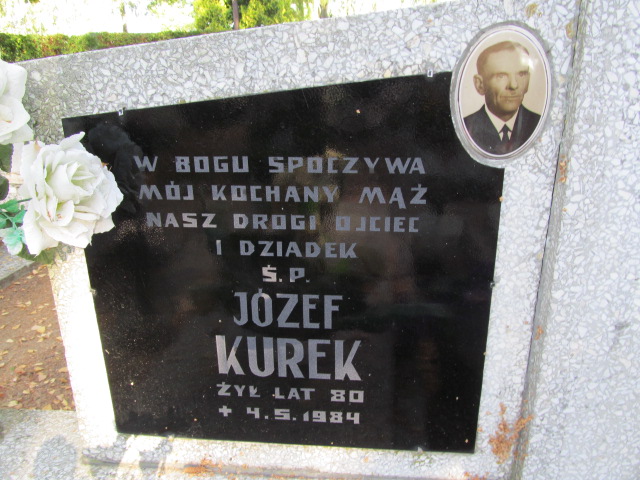 W BOGU SPOCZYWA
MÓJ KOCHANY MĄŻ
NASZ DROGI OJCIEC
I DZIADEK
Ś.P.
JÓZEF
KUREK
ŻYŁ LAT 80
+ 4.5.1984